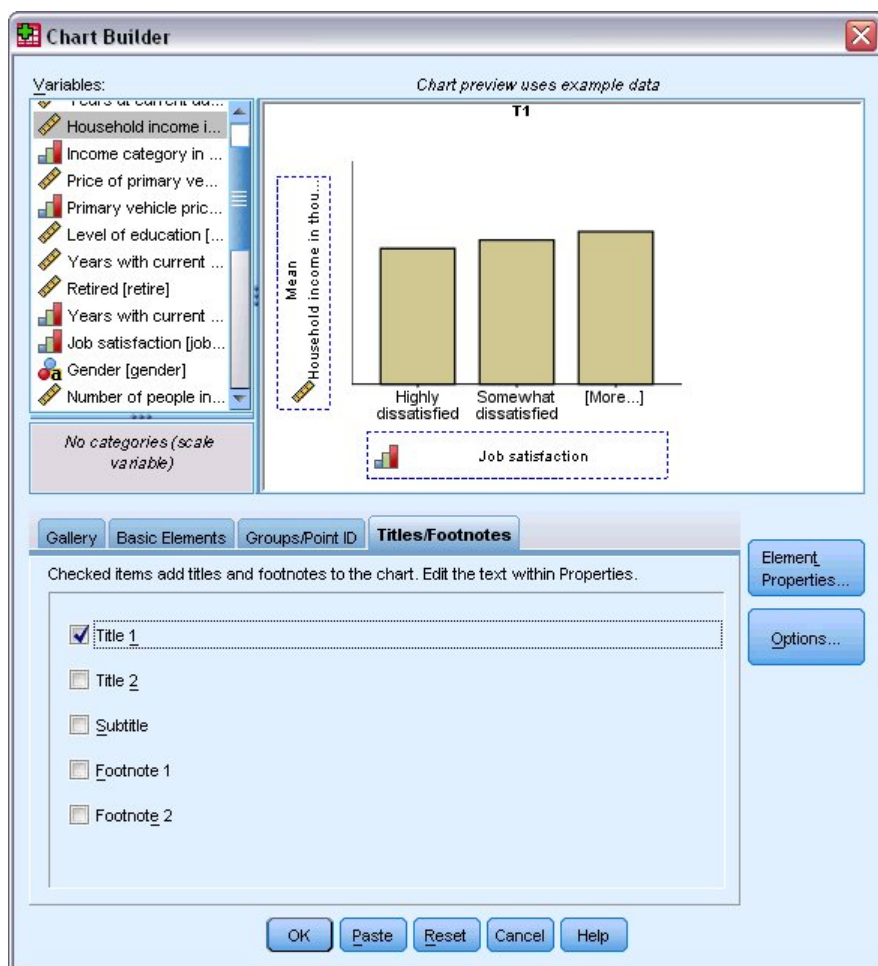 Chart Builder
Variables:
Chart preview uses example data
Household income i...
Income category in ...
Price of primary ve...
Primary vehicle pric...
Level of education [...
Years with current ...
Retired [retire]
Years with current ...
Job satisfaction [job...
Gender [gender]
Number of people in...
No categories (scale
variable)
T1
Mean
Household income in thou...
Highly
dissatisfied
Somewhat
dissatisfied
[More...]
Job satisfaction
Gallery
Basic Elements
Groups/Point ID
Titles/Footnotes
Checked items add titles and footnotes to the chart. Edit the text within Properties.
Title 1
Title 2
Subtitle
Footnote 1
Footnote 2
Element
Properties...
Options...
OK
Paste
Reset
Cancel
Help